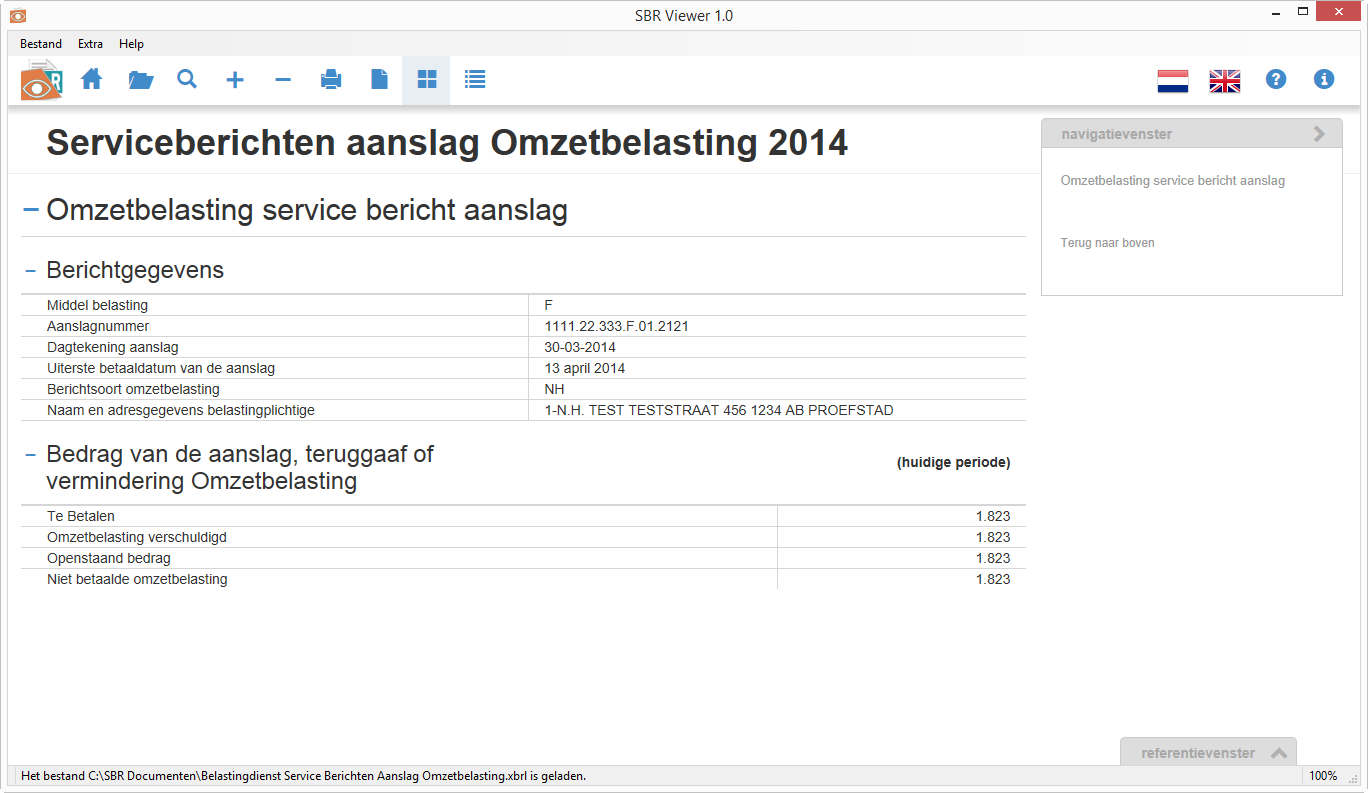 SBR Viewer 1.0
Bestand Extra Help
R
Serviceberichten aanslag Omzetbelasting 2014
navigatievenster
Omzetbelasting service bericht aanslag
Terug naar boven
Omzetbelasting service bericht aanslag
Berichtgegevens
Middel belasting F
Aanslagnummer 1111.22.333.F.01.2121
Dagtekening aanslag 30-03-2014
Uiterste betaaldatum van de aanslag 13 april 2014
Berichtsoort omzetbelasting NH
Naam en adresgegevens belastingplichtige 1-N.H. TEST TESTSTRAAT 456 1234 AB PROEFSTAD
Bedrag van de aanslag, teruggaaf of
vermindering Omzetbelasting
(huidige periode)
Te Betalen 1.823
Omzetbelasting verschuldigd 1.823
Openstaand bedrag 1.823
Niet betaalde omzetbelasting 1.823
referentievenster
Het bestand C:\SBR Documenten\Belastingdienst Service Berichten Aanslag Omzetbelasting.xbrl is geladen. 100%